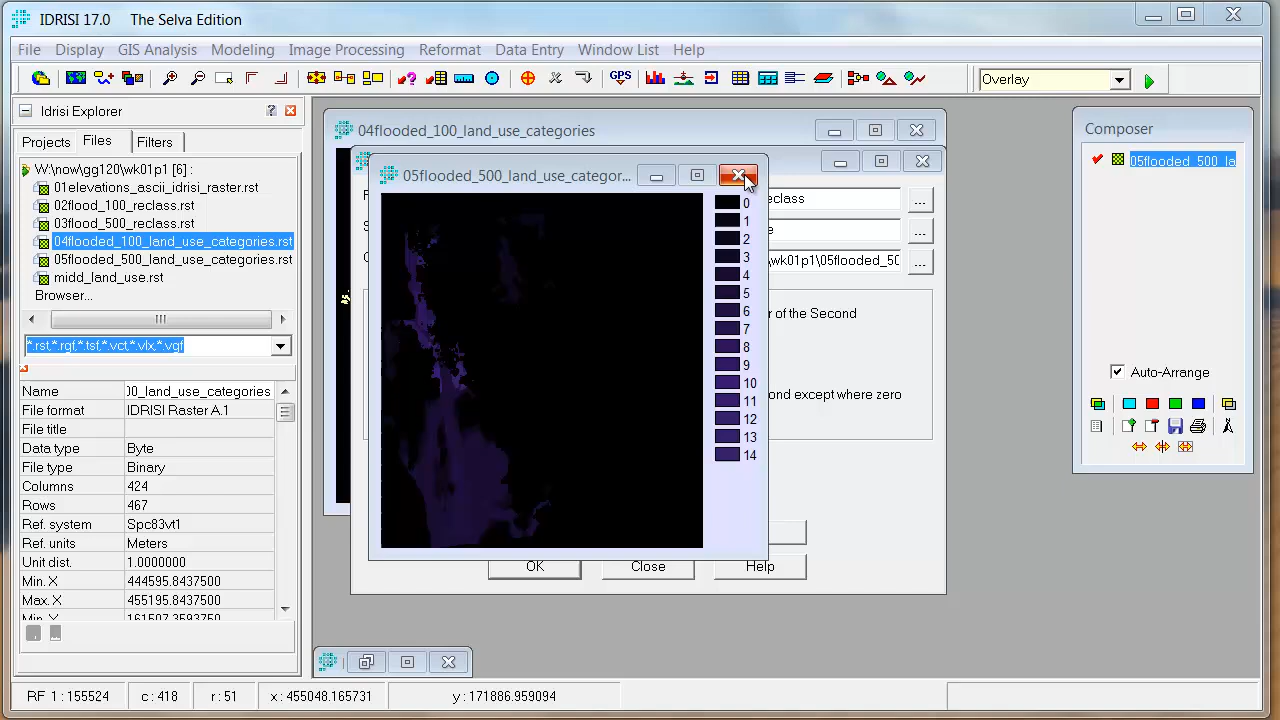 IDRISI 17.0 The Selva Edition
File Display GIS Analysis Modeling Image Processing Reformat Data Entry Window List Help
GPS
Overlay
Idrisi Explorer
?
Projects Files Filters
W:\now\gg120\wk01p1 [6] :
01elevations_ascii_idrisi_raster.rst
02flood_100_reclass.rst
03flood_500_reclass.rst
04flooded_100_land_use_categories.rst
05flooded_500_land_use_categories.rst
midd_land_use.rst
Browser...
*.rst,*.rgf,*.tsf,*.vct,*.vlx,*.vgf
Name 00_land_use_categories
File format IDRISI Raster A.1
File title
Data type Byte
File type Binary
Columns 424
Rows 467
Ref. system Spc83vt1
Ref. units Meters
Unit dist. 1.0000000
Min. X 444595.8437500
Max. X 455195.8437500
Min. Y 161507.3593750
04flooded_100_land_use_categories
05flooded_500_land_use_categor...
0
1
2
3
4
5
6
7
8
9
10
11
12
13
14
eclass ...
e ...
\wk01p1\05flooded_50 ...
r of the Second
ond except where zero
OK Close Help
Composer
05flooded_500_la
Auto-Arrange
RF 1 : 155524 c : 418 r : 51 x : 455048.165731 y : 171886.959094